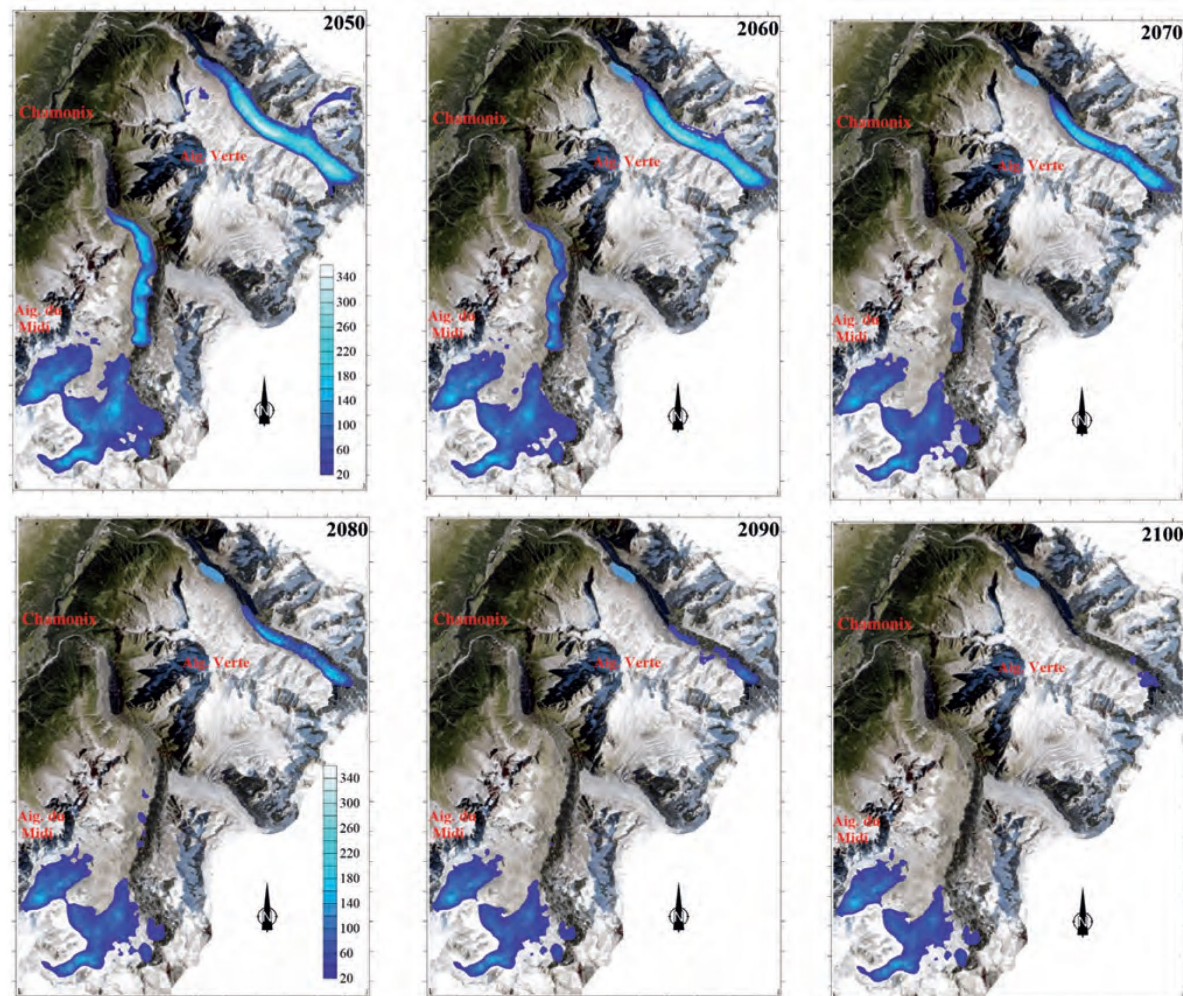 2050
Chamonix
Aig. Verte
Aig. du
Midi
340
300
260
220
180
140
100
60
20
N
2060
Chamonix
Aig. Verte
Aig. du
Midi
N
2070
Chamonix
Aig. Verte
Aig. du
Midi
N
2080
Chamonix
Aig. Verte
Aig. du
Midi
340
300
260
220
180
140
100
60
20
N
2090
Chamonix
Aig. Verte
Aig. du
Midi
N
2100
Chamonix
Aig. Verte
Aig. du
Midi
N